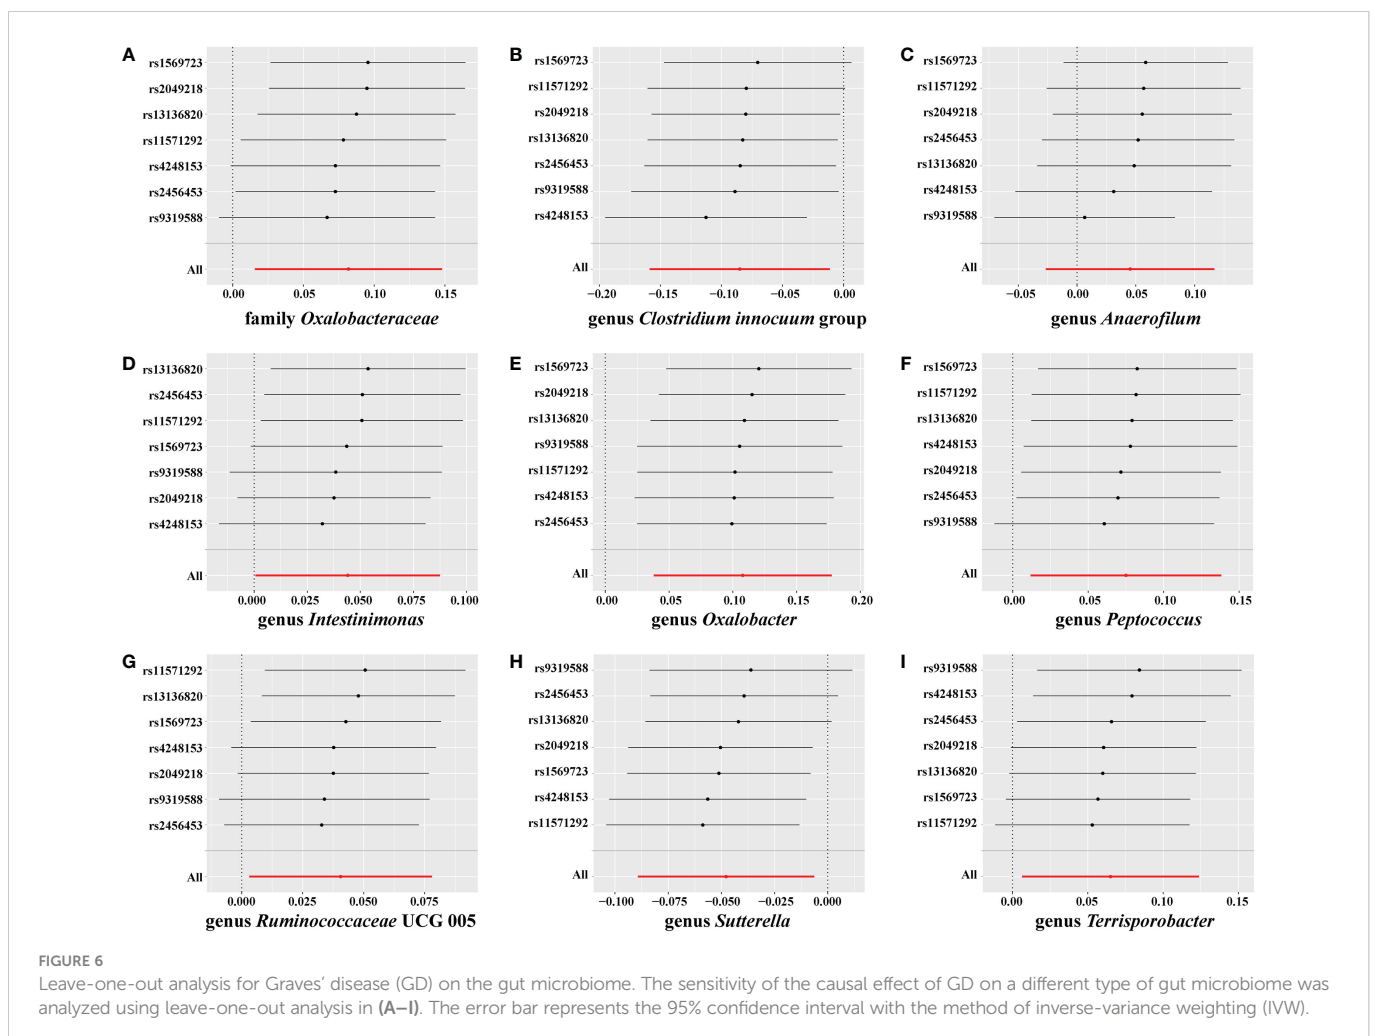 A
rs1569723
rs2049218
rs13136820
rs11571292
rs4248153
rs2456453
rs9319588
All
0.00 0.05 0.10 0.15
family Oxalobacteraceae
B
rs1569723
rs11571292
rs2049218
rs13136820
rs2456453
rs9319588
rs4248153
All
−0.20 −0.15 −0.10 −0.05 0.00
genus Clostridium innocuum group
C
rs1569723
rs11571292
rs2049218
rs2456453
rs13136820
rs4248153
rs9319588
All
−0.05 0.00 0.05 0.10
genus Anaerofilum
D
rs13136820
rs2456453
rs11571292
rs1569723
rs9319588
rs2049218
rs4248153
All
0.000 0.025 0.050 0.075 0.100
genus Intestinimonas
E
rs1569723
rs2049218
rs13136820
rs9319588
rs11571292
rs4248153
rs2456453
All
0.00 0.05 0.10 0.15 0.20
genus Oxalobacter
F
rs1569723
rs11571292
rs13136820
rs4248153
rs2049218
rs2456453
rs9319588
All
0.00 0.05 0.10 0.15
genus Peptococcus
G
rs11571292
rs13136820
rs1569723
rs4248153
rs2049218
rs9319588
rs2456453
All
0.000 0.025 0.050 0.075
genus Ruminococcaceae UCG 005
H
rs9319588
rs2456453
rs13136820
rs2049218
rs1569723
rs4248153
rs11571292
All
−0.100 −0.075 −0.050 −0.025 0.000
genus Sutterella
I
rs9319588
rs4248153
rs2456453
rs2049218
rs13136820
rs1569723
rs11571292
All
0.00 0.05 0.10 0.15
genus Terrisporobacter
FIGURE 6
Leave-one-out analysis for Graves’ disease (GD) on the gut microbiome. The sensitivity of the causal effect of GD on a different type of gut microbiome was
analyzed using leave-one-out analysis in (A–I). The error bar represents the 95% confidence interval with the method of inverse-variance weighting (IVW).